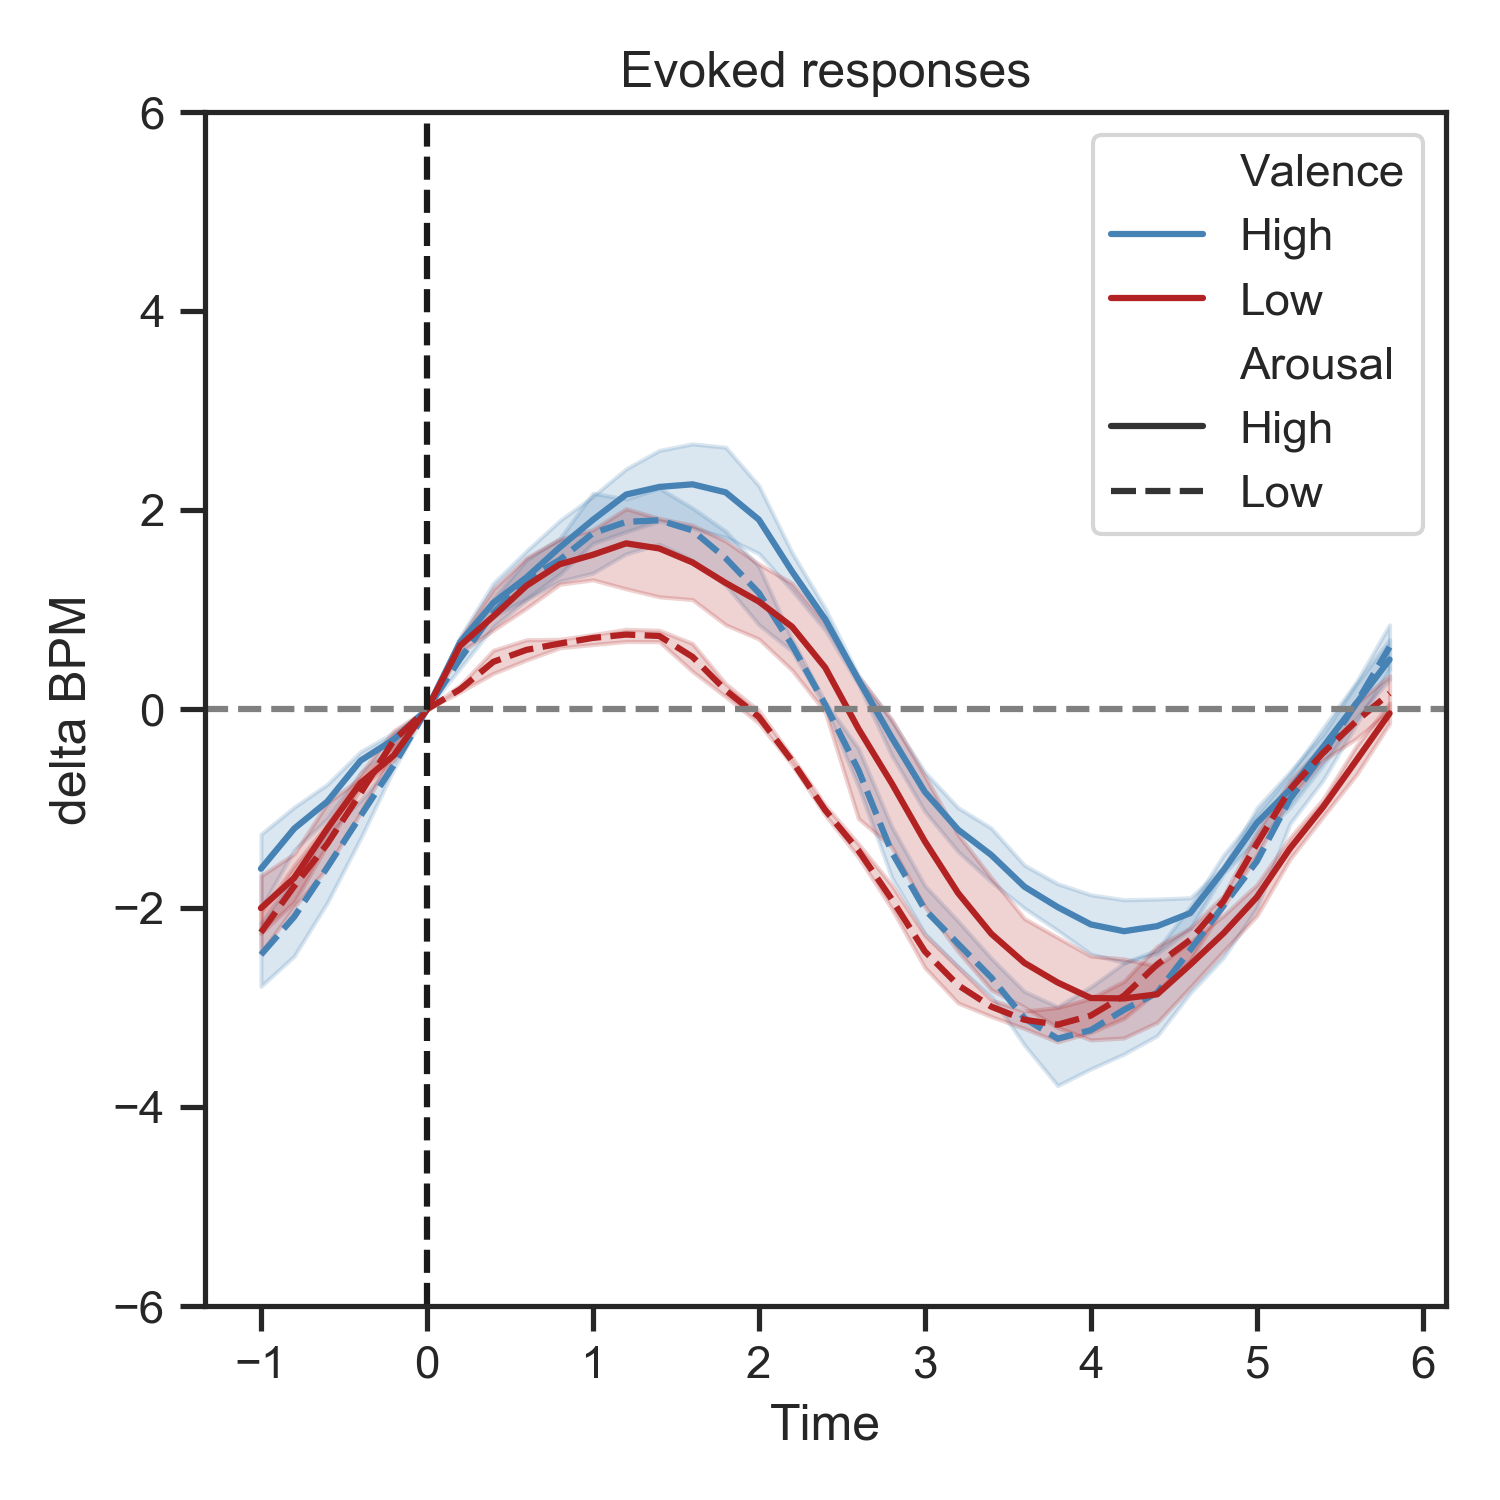 Evoked responses
6
4
2
0
−2
−4
−6
delta BPM
−1 0 1 2 3 4 5 6
Time
Valence
High
Low
Arousal
High
Low